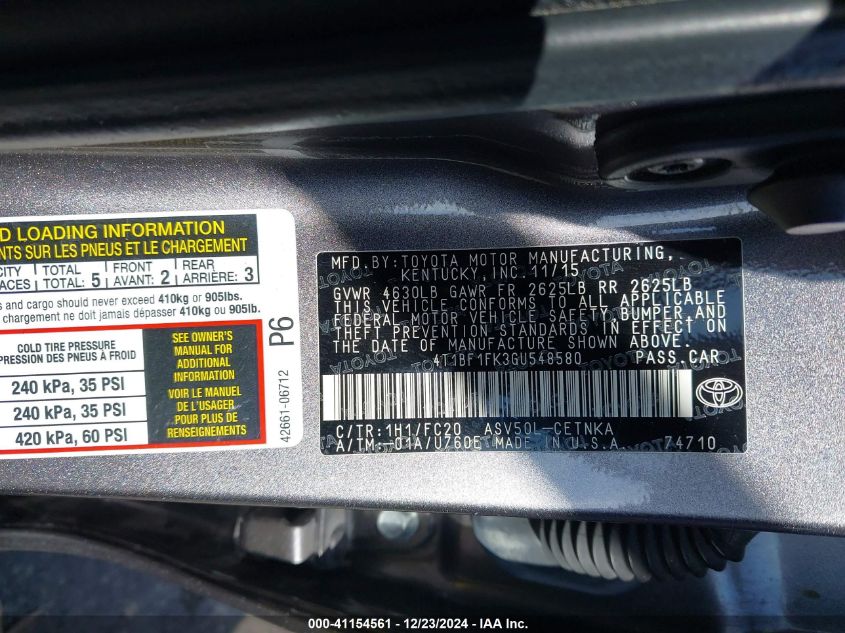 D LOADING INFORMATION
ENTS SUR LES PNEUS ET LE CHARGEMENT
CITY TOTAL : 5 FRONT AVANT: 2 REAR ARRIÈRE: 3
ACES TOTAL
s and cargo should never exceed 410kg or 905lbs.
chargement ne doit jamais dépasser 410kg ou 905lb.
COLD TIRE PRESSURE
PRESSION DES PNEUS À FROID
240 kPa, 35 PSI
240 kPa, 35 PSI
420 kPa, 60 PSI
SEE OWNER'S
MANUAL FOR
ADDITIONAL
INFORMATION
VOIR LE MANUEL
DE L'USAGER
POUR PLUS DE
RENSEIGNEMENTS
P6
42661-06712
MFD. BY: TOYOTA MOTOR MANUFACTURING,
KENTUCKY, INC. 11/15
GVWR 4630LB GAWR FR 2625LB RR 2625LB
THIS VEHICLE CONFORMS TO ALL APPLICABLE
FEDERAL MOTOR VEHICLE SAFETY, BUMPER, AND
THEFT PREVENTION STANDARDS IN EFFECT ON
THE DATE OF MANUFACTURE SHOWN ABOVE.
4T1BF1FK3GU548580 PASS.CAR
TOYOTA
C/TR:1H1/FC20 ASV50L-CETNKA
A/TM:-01A/U760E MADE IN U.S.A. 74710
000-41154561 - 12/23/2024 - IAA Inc.